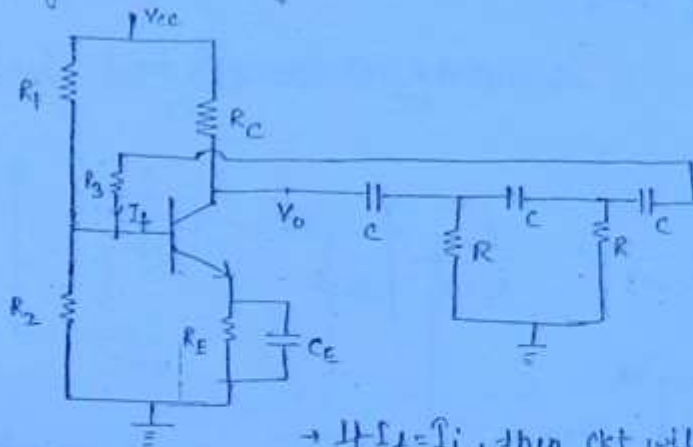 Vcc
R1
RC
R3
If
Vo
C
C
C
R
R
R2
RE
CE
→ If If = Ii, then ckt will